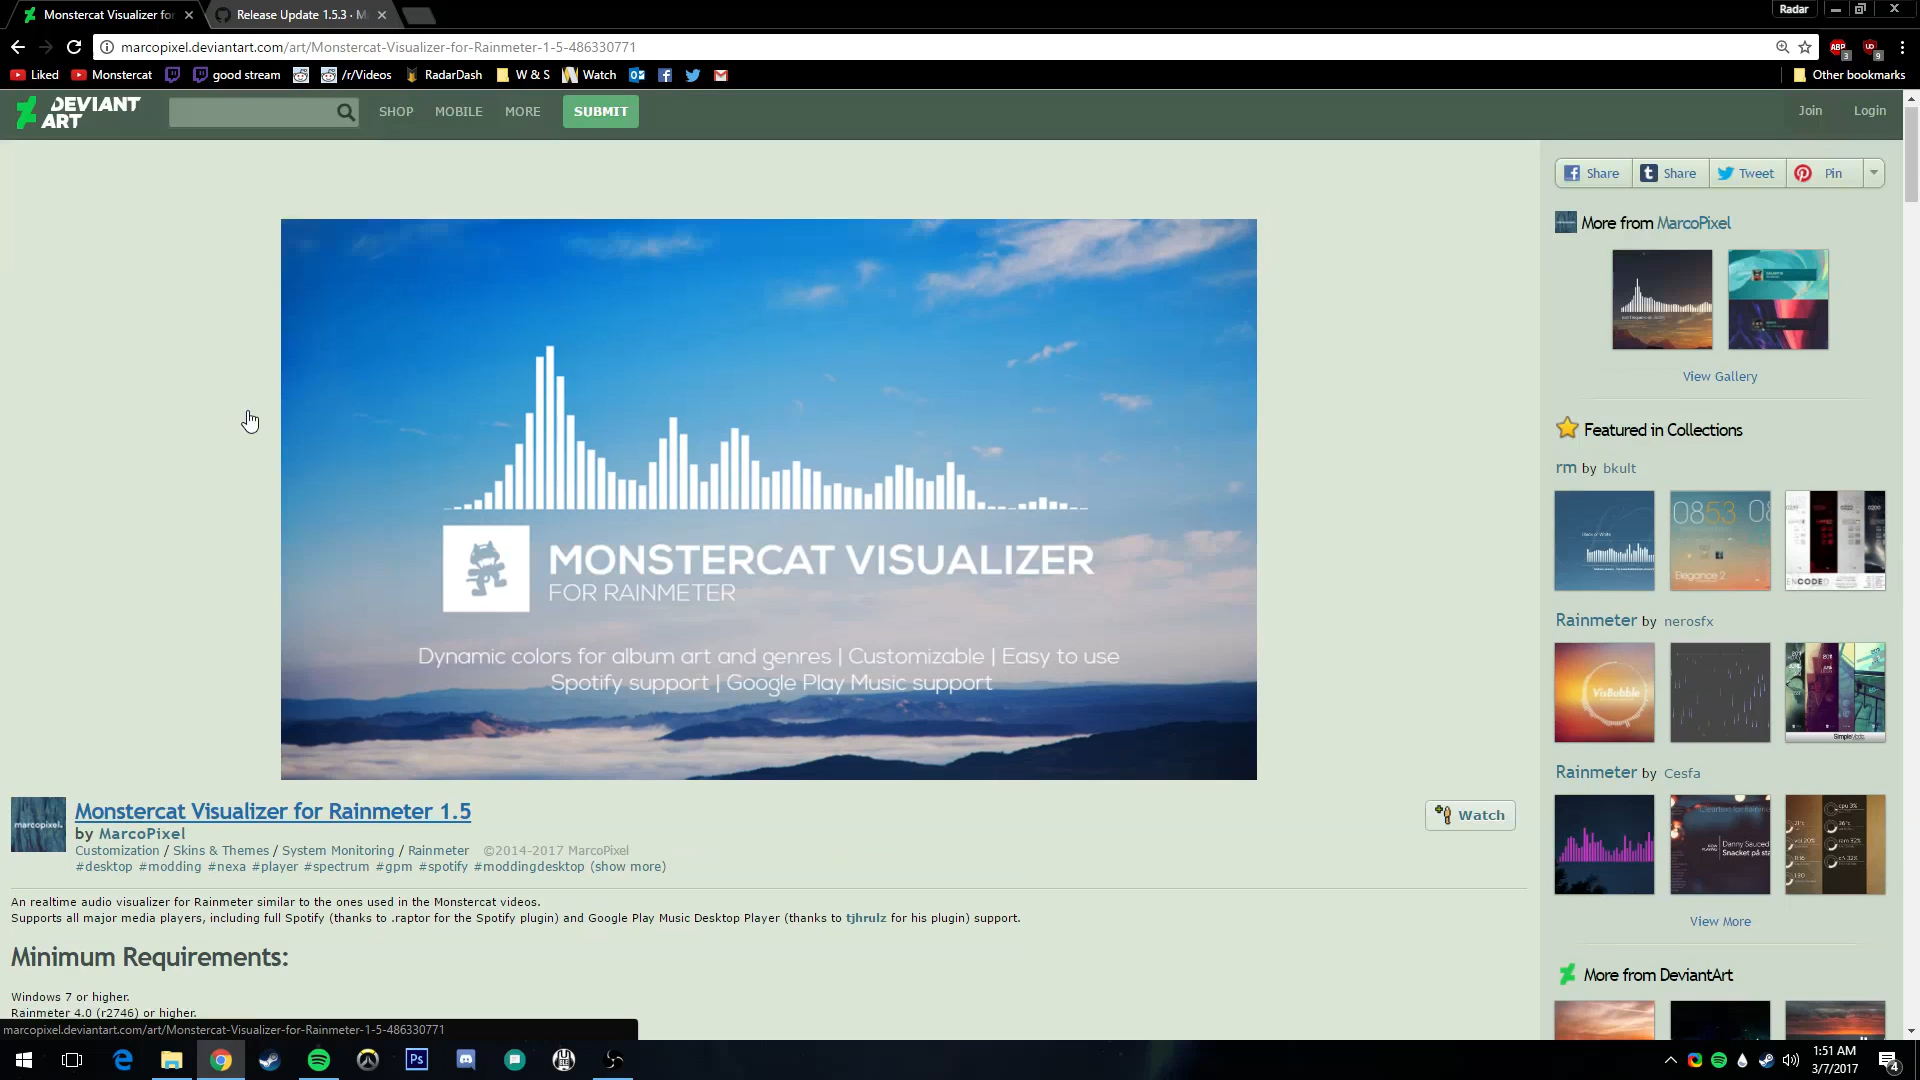 Monstercat Visualizer for
Release Update 1.5.3 · M
Radar
marcopixel.deviantart.com/art/Monstercat-Visualizer-for-Rainmeter-1-5-486330771
Liked
Monstercat
good stream
/r/Videos
RadarDash
W & S
Watch
Other bookmarks
DEVIANT ART
SHOP
MOBILE
MORE
SUBMIT
Join
Login
Share
Share
Tweet
Pin
More from MarcoPixel
View Gallery
MONSTERCAT VISUALIZER
FOR RAINMETER
Dynamic colors for album art and genres | Customizable | Easy to use
Spotify support | Google Play Music support
Featured in Collections
rm by bkult
Elegance 2
ENCODED
Rainmeter by nerosfx
VisBubble
Rainmeter by Cesfa
View More
More from DeviantArt
marcopixel.
Monstercat Visualizer for Rainmeter 1.5
by MarcoPixel
Customization / Skins & Themes / System Monitoring / Rainmeter ©2014-2017 MarcoPixel
#desktop #modding #nexa #player #spectrum #gpm #spotify #moddingdesktop (show more)
Watch
An realtime audio visualizer for Rainmeter similar to the ones used in the Monstercat videos.
Supports all major media players, including full Spotify (thanks to .raptor for the Spotify plugin) and Google Play Music Desktop Player (thanks to tjhrulz for his plugin) support.
Minimum Requirements:
Windows 7 or higher.
Rainmeter 4.0 (r2746) or higher.
marcopixel.deviantart.com/art/Monstercat-Visualizer-for-Rainmeter-1-5-486330771
1:51 AM
3/7/2017